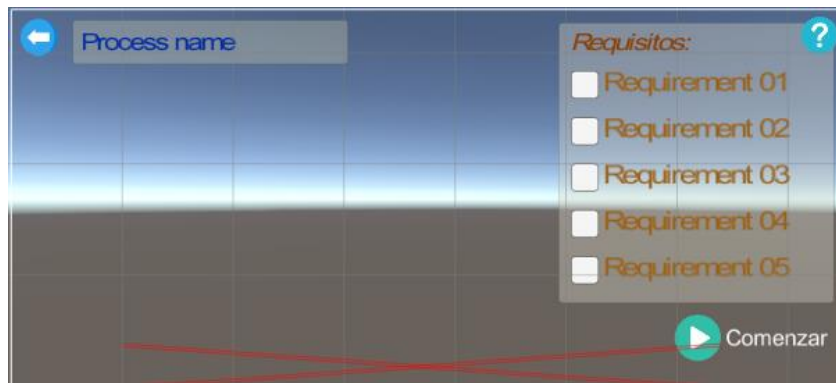 Process name
Requisitos:
?
Requirement 01
Requirement 02
Requirement 03
Requirement 04
Requirement 05
Comenzar